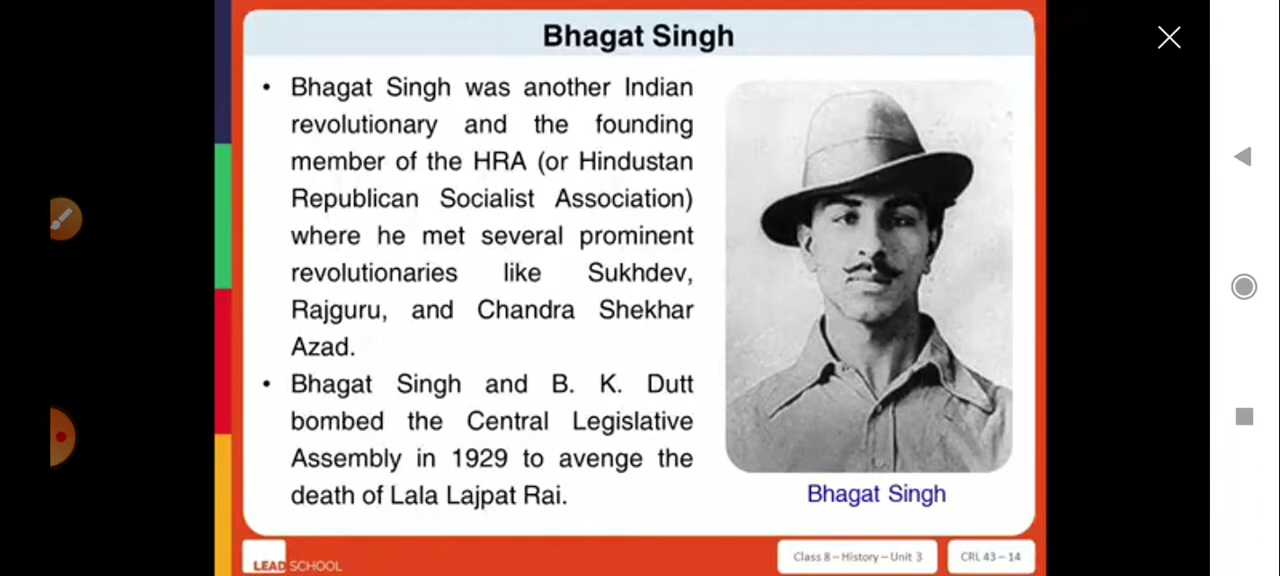 Bhagat Singh
• Bhagat Singh was another Indian
revolutionary and the founding
member of the HRA (or Hindustan
Republican Socialist Association)
where he met several prominent
revolutionaries like Sukhdev,
Rajguru, and Chandra Shekhar
Azad.
• Bhagat Singh and B. K. Dutt
bombed the Central Legislative
Assembly in 1929 to avenge the
death of Lala Lajpat Rai.
Bhagat Singh
LEAD SCHOOL
Class 8 – History – Unit 3
CRL 43 – 14